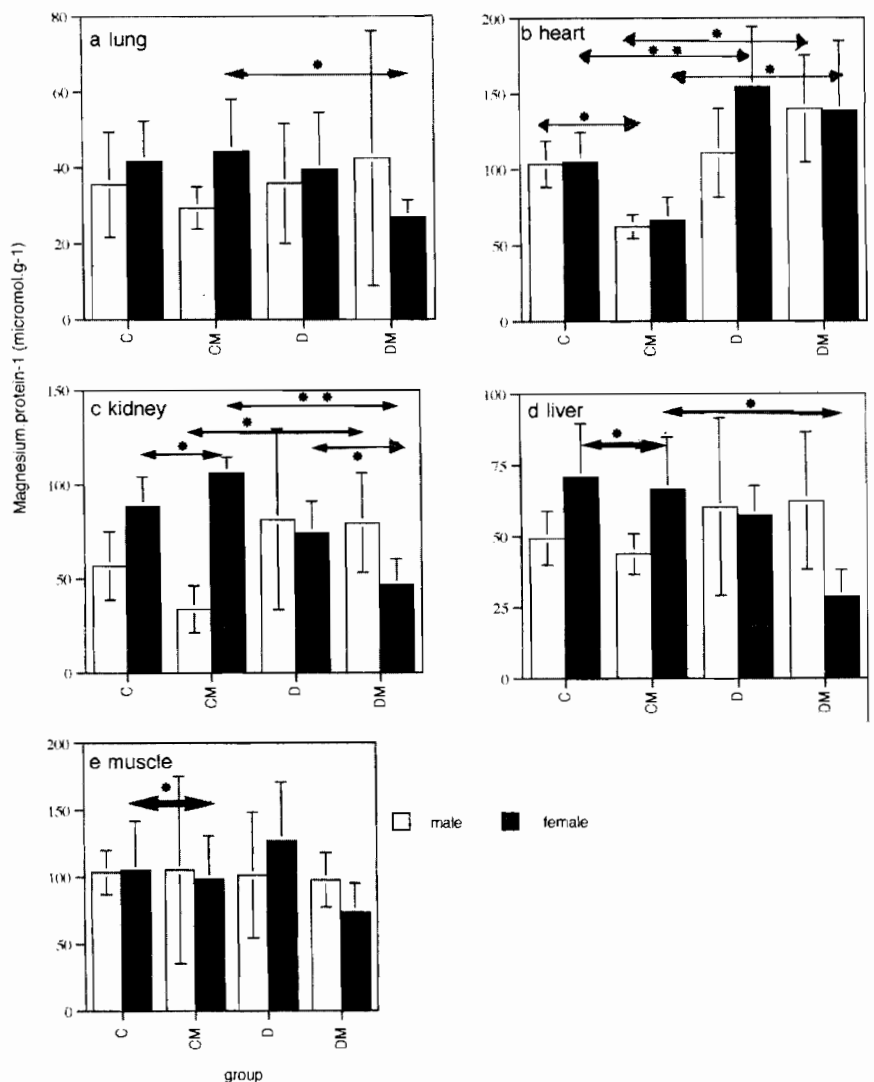 Magnesium.protein-1 (micromol.g-1)
a lung
80
60
40
20
0
C
CM
D
DM
b heart
200
150
100
50
0
C
CM
D
DM
c kidney
150
100
50
0
C
CM
D
DM
d liver
100
75
50
25
0
C
CM
D
DM
e muscle
200
150
100
50
0
C
CM
D
DM
group
male
female